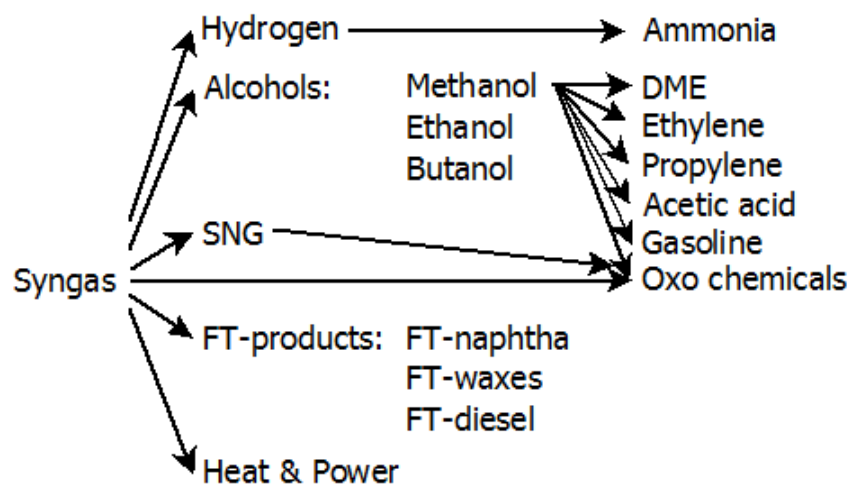 Hydrogen Ammonia
Alcohols: Methanol DME
Ethanol Ethylene
Butanol Propylene
Acetic acid
SNG Gasoline
Syngas Oxo chemicals
FT-products: FT-naphtha
FT-waxes
FT-diesel
Heat & Power